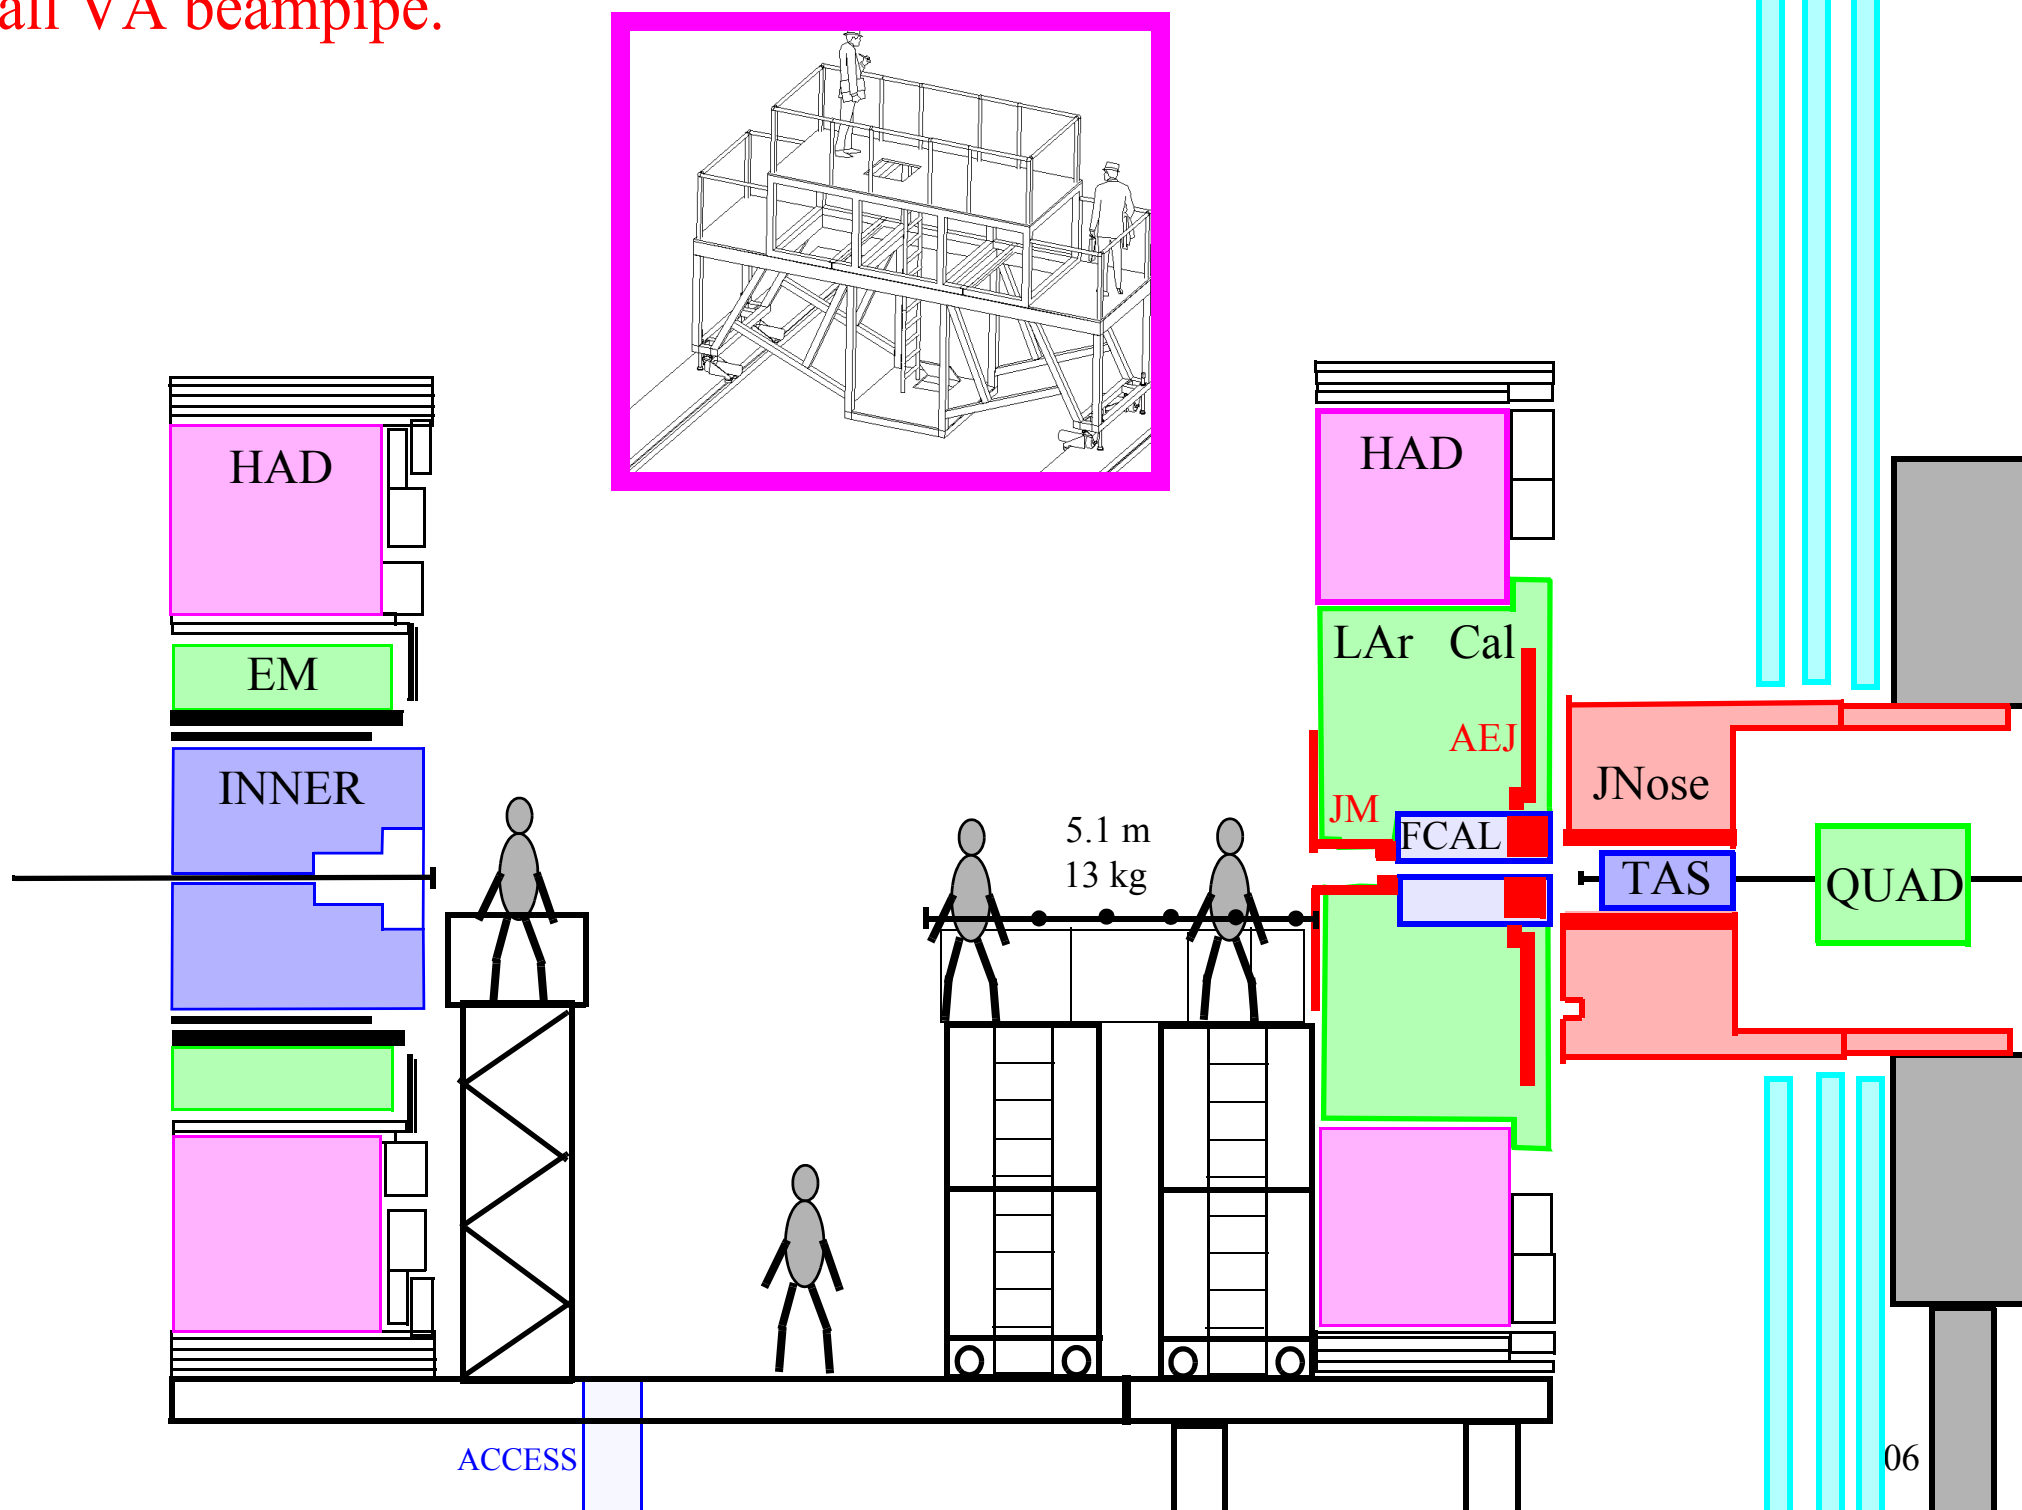 all VA beampipe.
HAD
HAD
LAr Cal
EM
AEJ
INNER
JNose
JM
5.1 m
FCAL
13 kg
TAS
QUAD
ACCESS
06